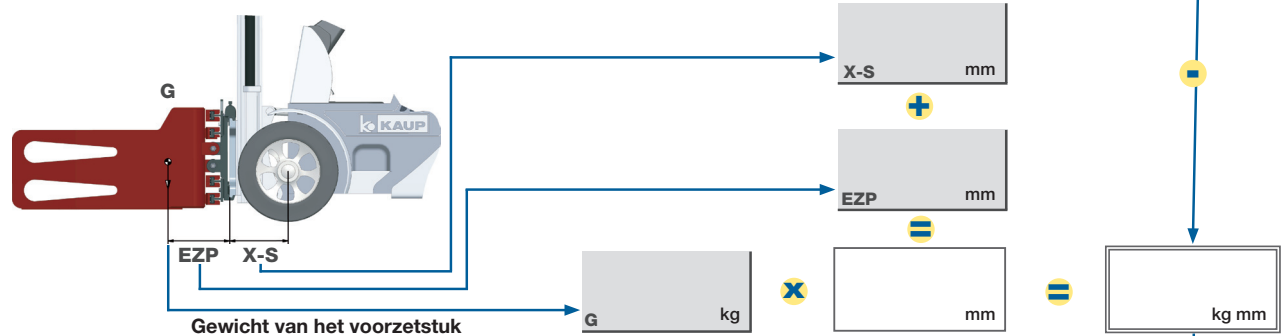 X-S mm
-
+
G
KAUP
EZP mm
=
EZP X-S
G kg x mm = kg mm
Gewicht van het voorzetstuk